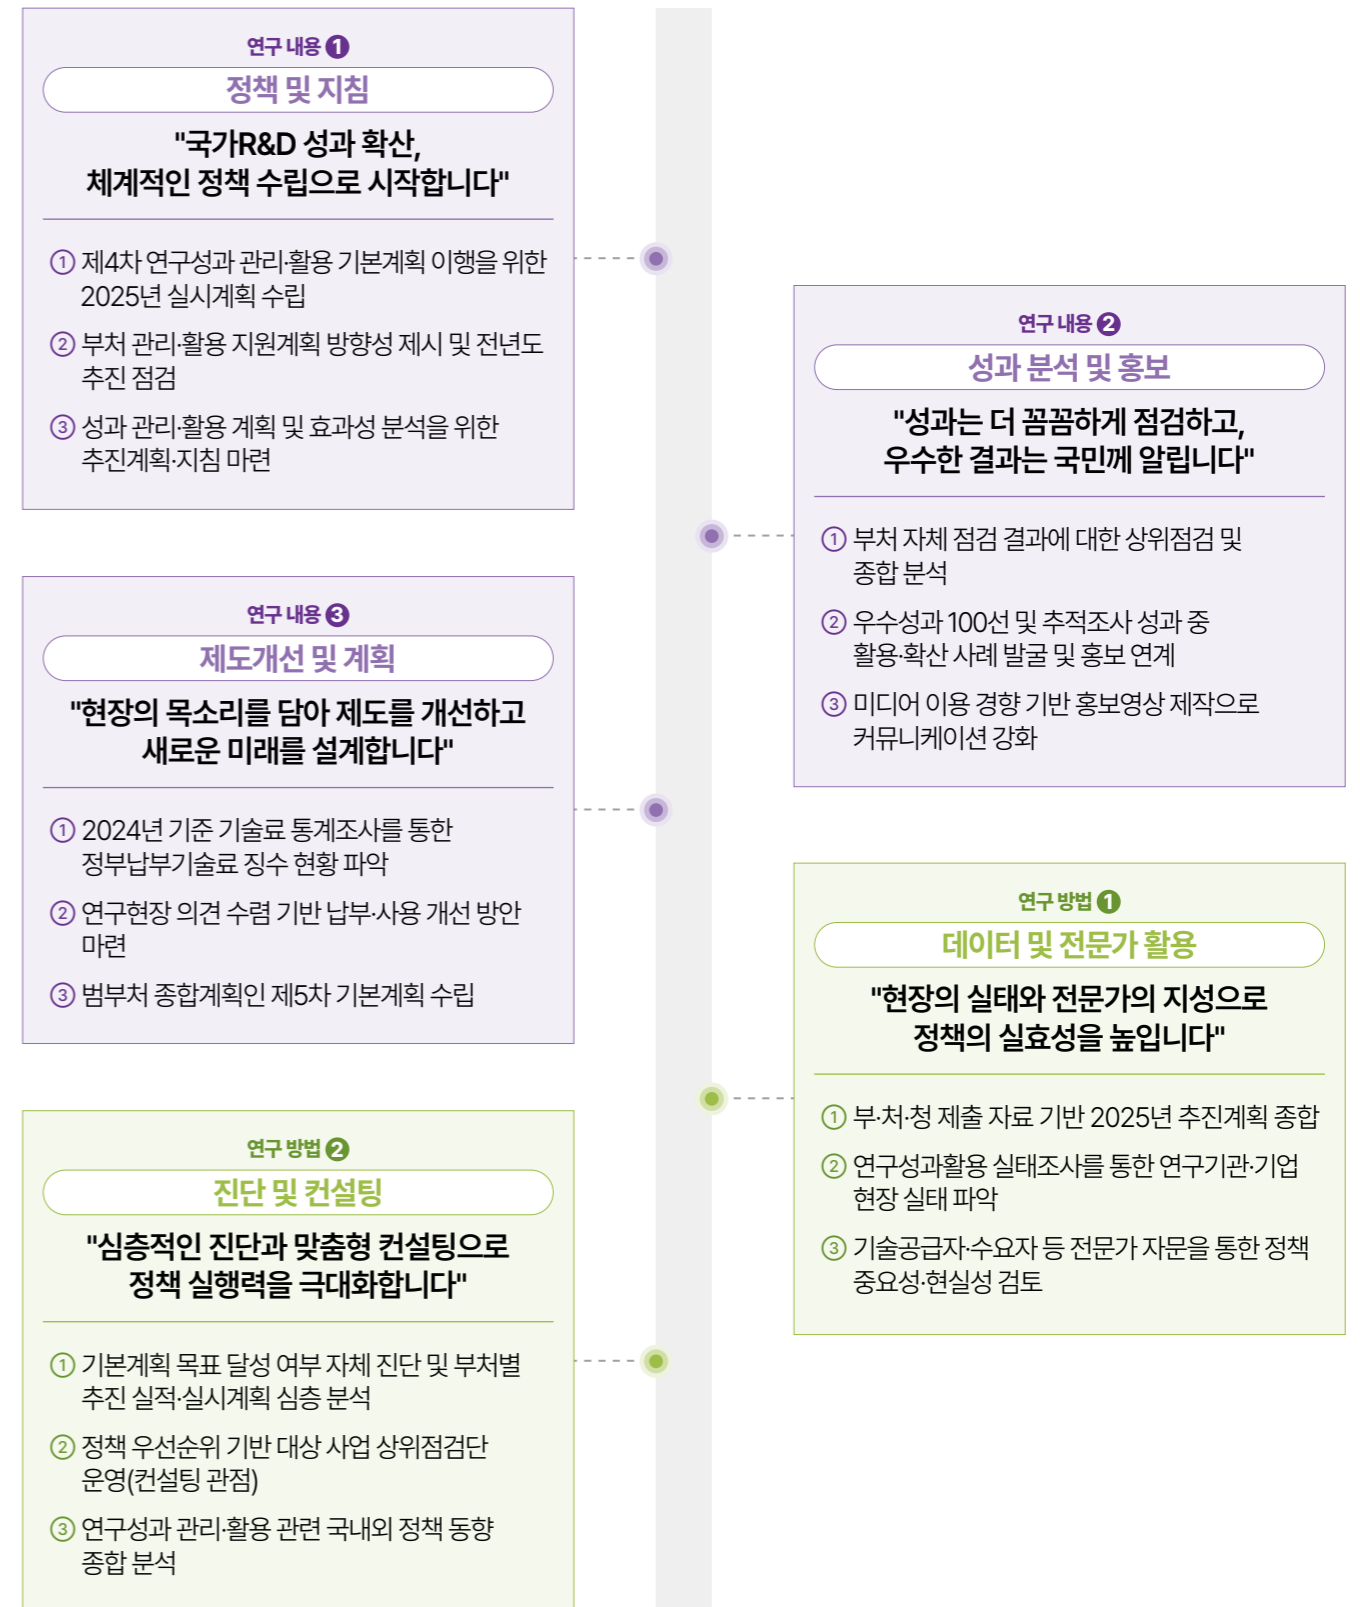 연구 내용 ❶
정책 및 지침
"국가R&D 성과 확산,
체계적인 정책 수립으로 시작합니다"
① 제4차 연구성과 관리·활용 기본계획 이행을 위한
2025년 실시계획 수립
② 부처 관리·활용 지원계획 방향성 제시 및 전년도
추진 점검
③ 성과 관리·활용 계획 및 효과성 분석을 위한
추진계획·지침 마련
연구 내용 ❷
성과 분석 및 홍보
"성과는 더 꼼꼼하게 점검하고,
우수한 결과는 국민께 알립니다"
① 부처 자체 점검 결과에 대한 상위점검 및
종합 분석
② 우수성과 100선 및 추적조사 성과 중
활용·확산 사례 발굴 및 홍보 연계
③ 미디어 이용 경향 기반 홍보영상 제작으로
커뮤니케이션 강화
연구 내용 ❸
제도개선 및 계획
"현장의 목소리를 담아 제도를 개선하고
새로운 미래를 설계합니다"
① 2024년 기준 기술료 통계조사를 통한
정부납부기술료 징수 현황 파악
② 연구현장 의견 수렴 기반 납부·사용 개선 방안
마련
③ 범부처 종합계획인 제5차 기본계획 수립
연구 방법 ❶
데이터 및 전문가 활용
"현장의 실태와 전문가의 지성으로
정책의 실효성을 높입니다"
① 부·처·청 제출 자료 기반 2025년 추진계획 종합
② 연구성과활용 실태조사를 통한 연구기관·기업
현장 실태 파악
③ 기술공급자·수요자 등 전문가 자문을 통한 정책
중요성·현실성 검토
연구 방법 ❷
진단 및 컨설팅
"심층적인 진단과 맞춤형 컨설팅으로
정책 실행력을 극대화합니다"
① 기본계획 목표 달성 여부 자체 진단 및 부처별
추진 실적·실시계획 심층 분석
② 정책 우선순위 기반 대상 사업 상위점검단
운영(컨설팅 관점)
③ 연구성과 관리·활용 관련 국내외 정책 동향
종합 분석